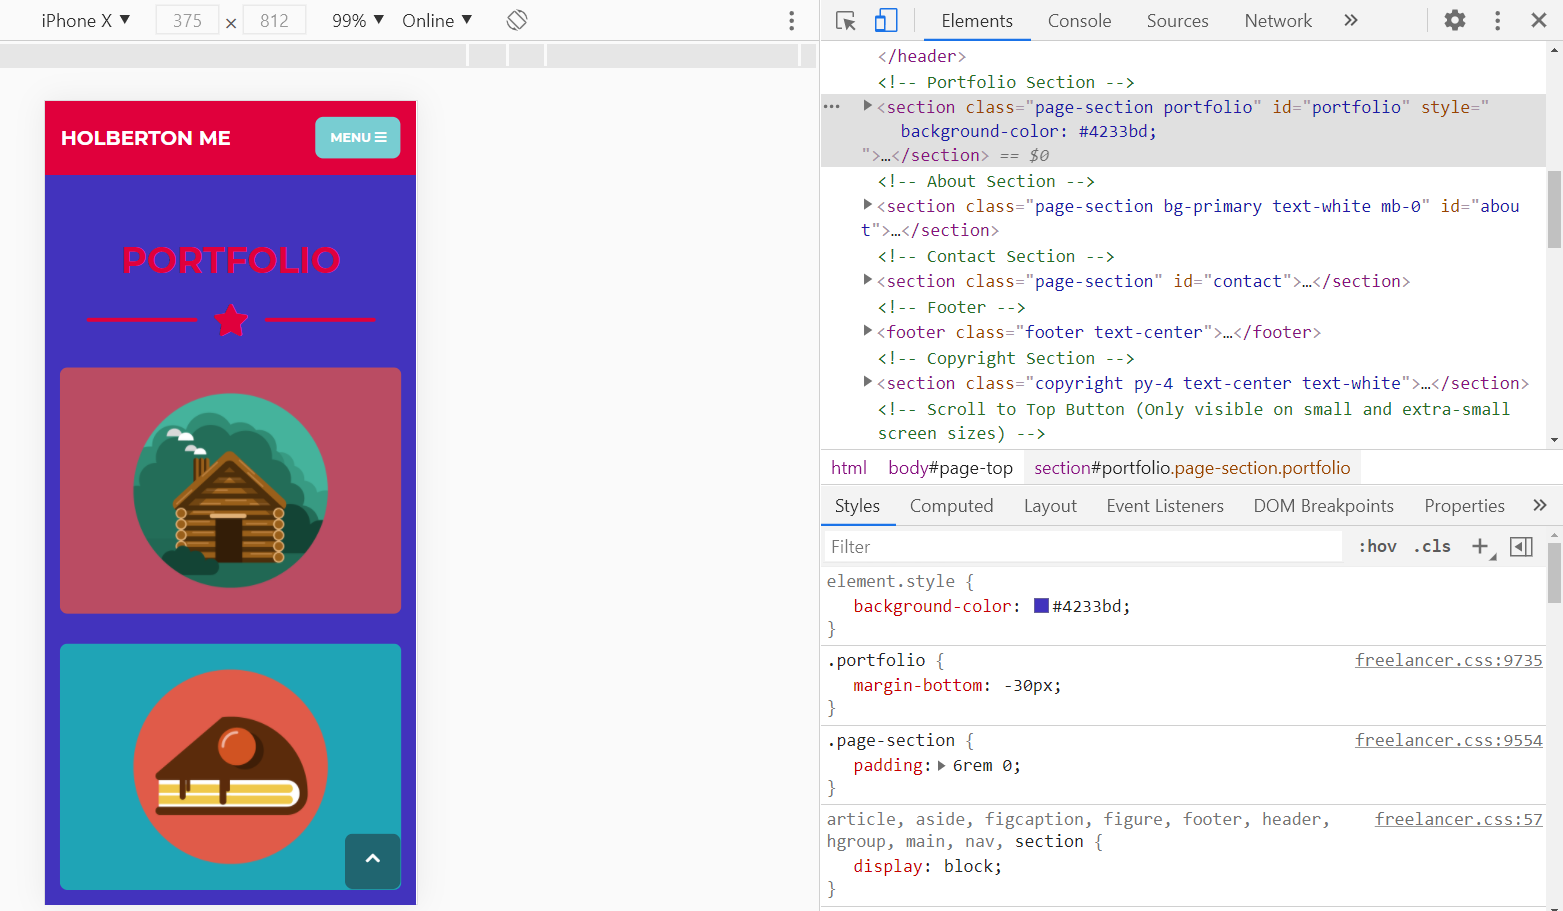 iPhone X ▼ 375 × 812 99% ▼ Online ▼
HOLBERTON ME
MENU
PORTFOLIO
Elements Console Sources Network »
</header>
<!-- Portfolio Section -->
… <section class="page-section portfolio" id="portfolio" style="
background-color: #4233bd;
">…</section> == $0
<!-- About Section -->
<section class="page-section bg-primary text-white mb-0" id="abou
t">…</section>
<!-- Contact Section -->
<section class="page-section" id="contact">…</section>
<!-- Footer -->
<footer class="footer text-center">…</footer>
<!-- Copyright Section -->
<section class="copyright py-4 text-center text-white">…</section>
<!-- Scroll to Top Button (Only visible on small and extra-small
screen sizes) -->
html body#page-top section#portfolio.page-section.portfolio
Styles Computed Layout Event Listeners DOM Breakpoints Properties »
Filter :hov .cls +
element.style {
background-color: #4233bd;
}
.portfolio { freelancer.css:9735
margin-bottom: -30px;
}
.page-section { freelancer.css:9554
padding: 6rem 0;
}
article, aside, figcaption, figure, footer, header, freelancer.css:57
hgroup, main, nav, section {
display: block;
}